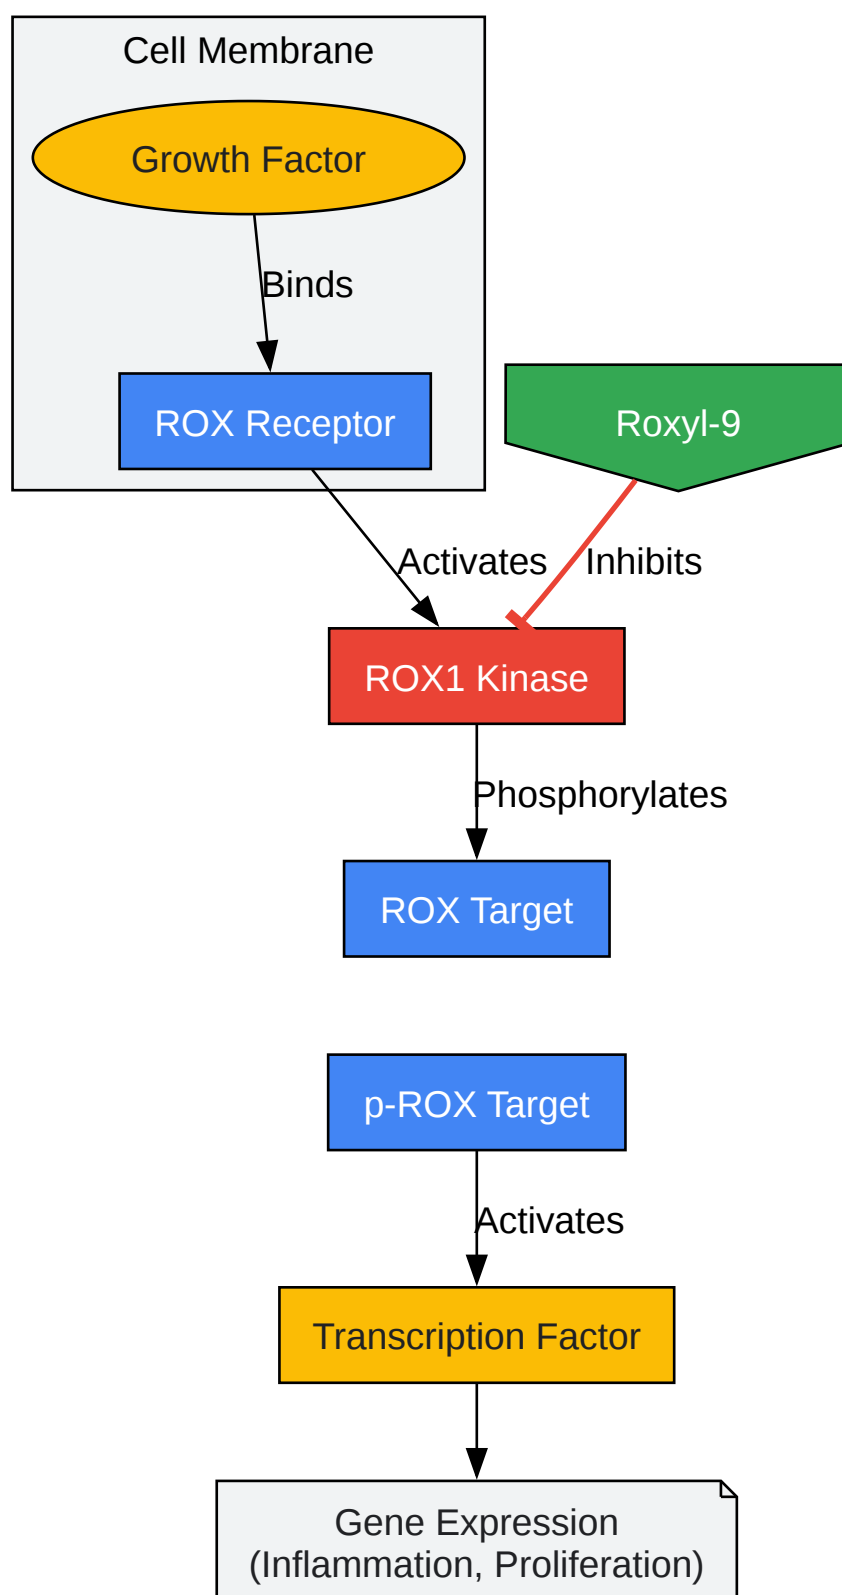 Cell Membrane
Growth Factor
Binds
ROX Receptor
Roxyl-9
Activates
Inhibits
ROX1 Kinase
Phosphorylates
ROX Target
p-ROX Target
Activates
Transcription Factor
Gene Expression
(Inflammation, Proliferation)